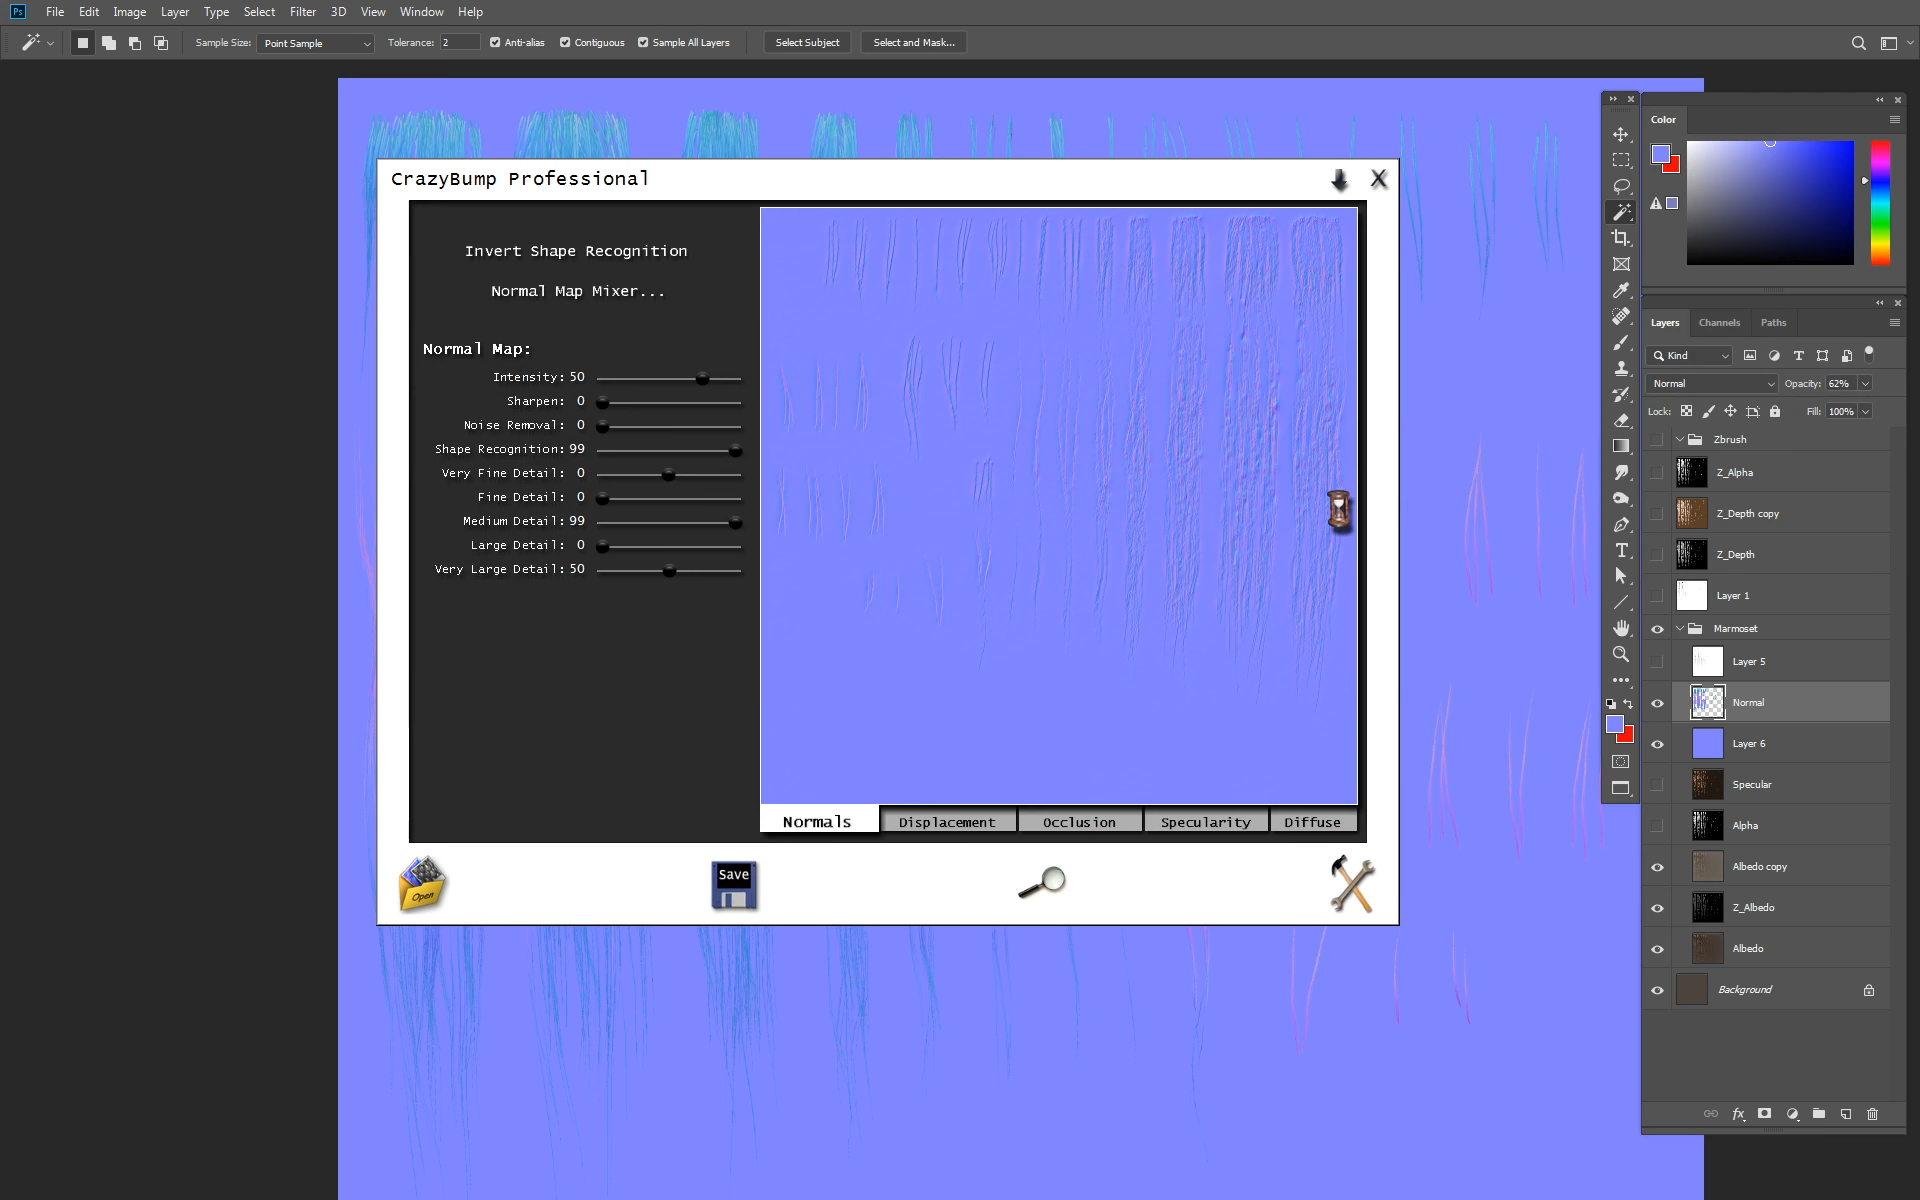 Ps File Edit Image Layer Type Select Filter 3D View Window Help
Sample Size: Point Sample Tolerance: 2 Anti-alias Contiguous Sample All Layers Select Subject Select and Mask...
CrazyBump Professional X
Invert Shape Recognition
Normal Map Mixer...
Normal Map:
Intensity: 50
Sharpen: 0
Noise Removal: 0
Shape Recognition: 99
Very Fine Detail: 0
Fine Detail: 0
Medium Detail: 99
Large Detail: 0
Very Large Detail: 50
Normals Displacement Occlusion Specularity Diffuse
Open Save
Color
Layers Channels Paths
Kind
Normal Opacity: 62%
Lock: Fill: 100%
Zbrush
Z_Alpha
Z_Depth copy
Z_Depth
Layer 1
Marmoset
Layer 5
Normal
Layer 6
Specular
Alpha
Albedo copy
Z_Albedo
Albedo
Background
fx